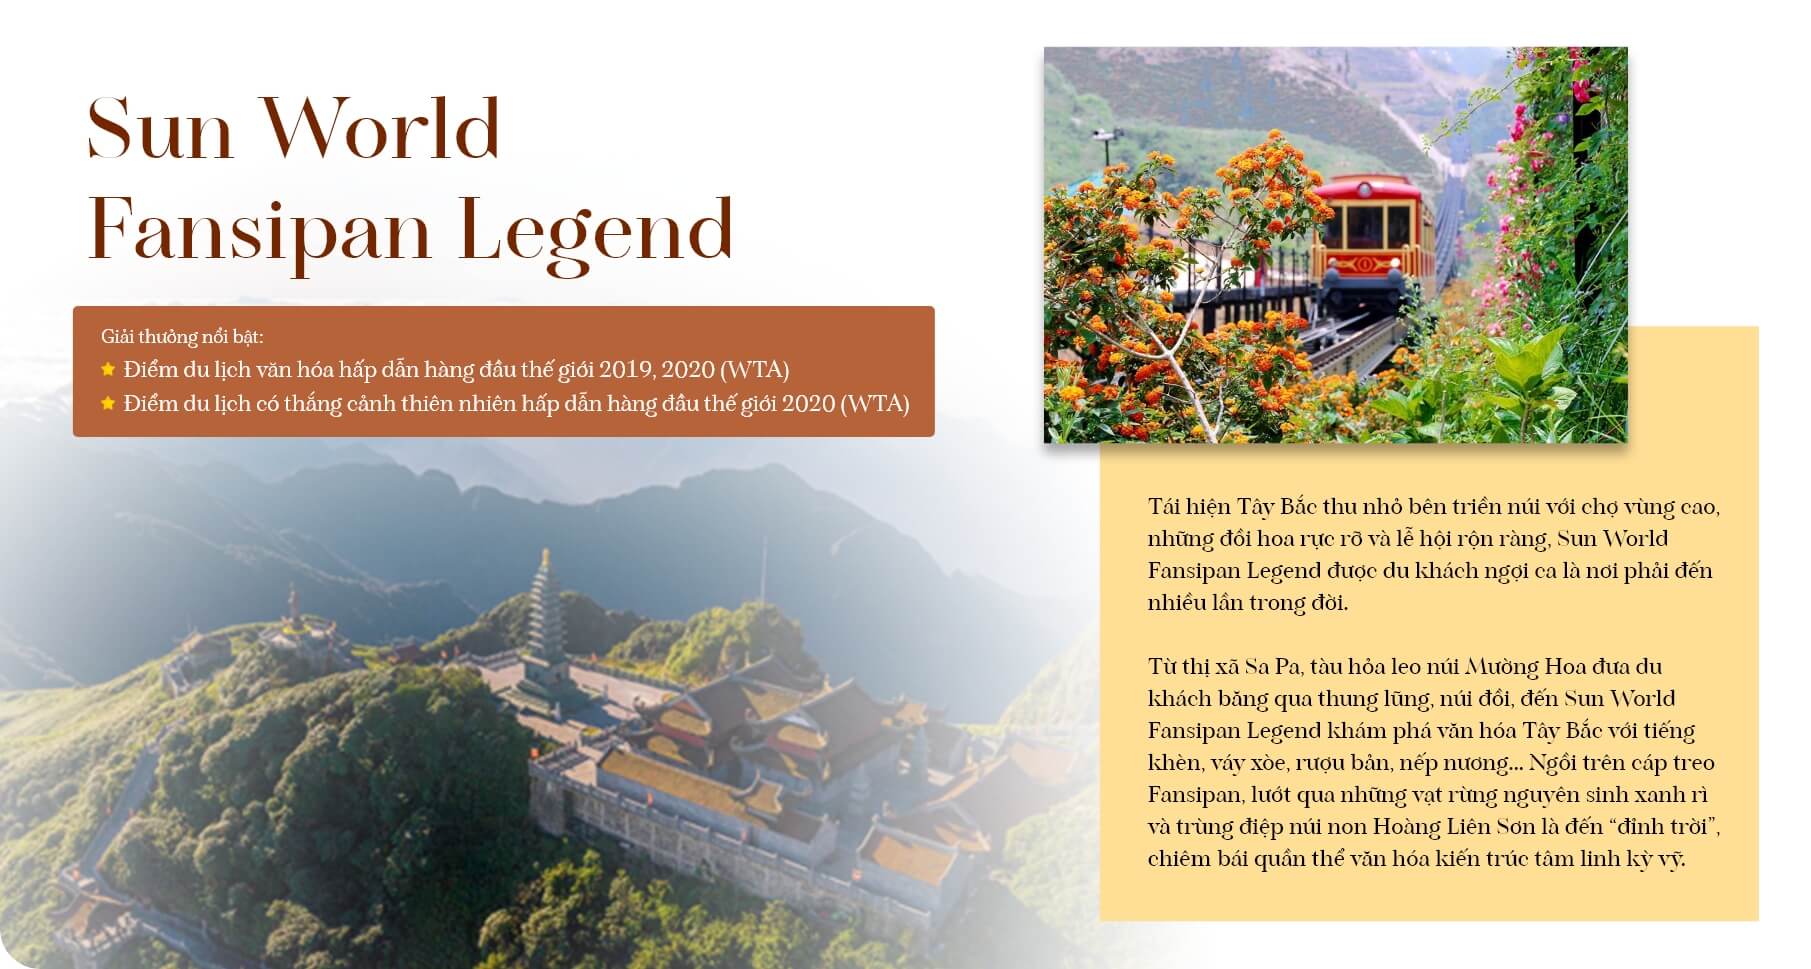 Sun World
Fansipan Legend
Giải thưởng nổi bật:
Điểm du lịch văn hóa hấp dẫn hàng đầu thế giới 2019, 2020 (WTA)
Điểm du lịch có thắng cảnh thiên nhiên hấp dẫn hàng đầu thế giới 2020 (WTA)
Tái hiện Tây Bắc thu nhỏ bên triền núi với chợ vùng cao,
những đồi hoa rực rỡ và lễ hội rộn ràng, Sun World
Fansipan Legend được du khách ngợi ca là nơi phải đến
nhiều lần trong đời.
Từ thị xã Sa Pa, tàu hỏa leo núi Mường Hoa đưa du
khách băng qua thung lũng, núi đồi, đến Sun World
Fansipan Legend khám phá văn hóa Tây Bắc với tiếng
khèn, váy xòe, rượu bản, nếp nương... Ngồi trên cáp treo
Fansipan, lướt qua những vạt rừng nguyên sinh xanh rì
và trùng điệp núi non Hoàng Liên Sơn là đến “đỉnh trời”,
chiêm bái quần thể văn hóa kiến trúc tâm linh kỳ vỹ.